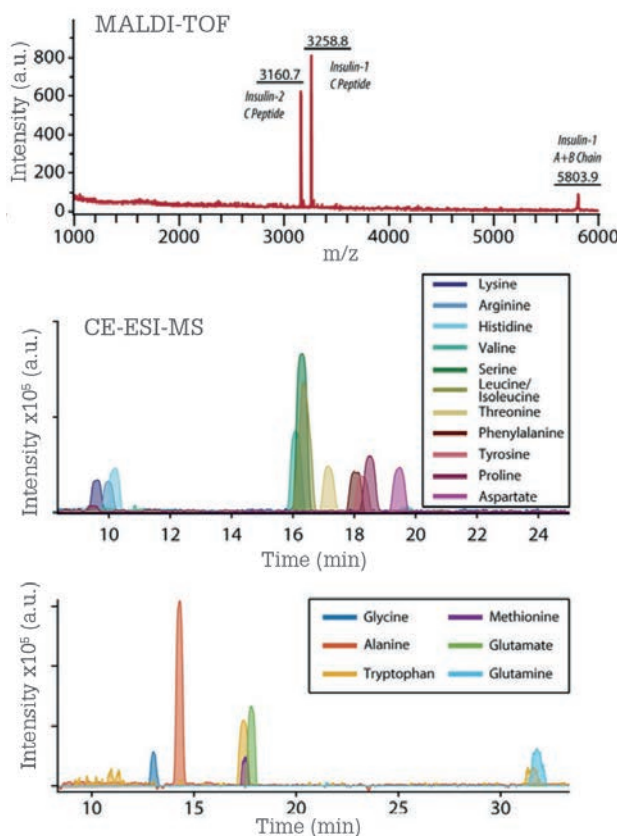 MALDI-TOF
Intensity (a.u.)
800
600
400
200
0
3258.8
Insulin-1
C Peptide
3160.7
Insulin-2
C Peptide
Insulin-1
A+B Chain
5803.9
1000
2000
3000
4000
5000
6000
m/z
CE-ESI-MS
Intensity x10⁵ (a.u.)
Lysine
Arginine
Histidine
Valine
Serine
Leucine/
Isoleucine
Threonine
Phenylalanine
Tyrosine
Proline
Aspartate
10
12
14
16
18
20
22
24
Time (min)
Intensity x10⁵ (a.u.)
Glycine
Methionine
Alanine
Glutamate
Tryptophan
Glutamine
10
15
20
25
30
Time (min)